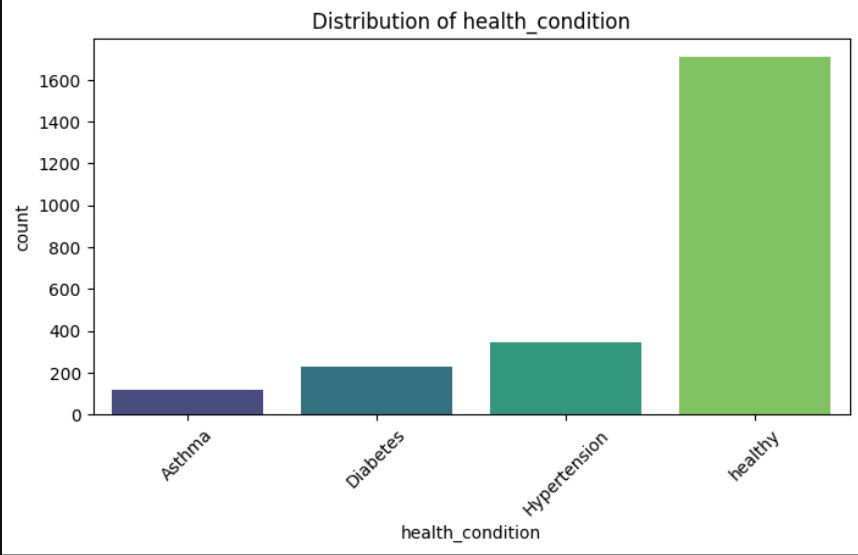 Distribution of health_condition
1600
1400
1200
1000
800
600
400
200
0
count
Asthma
Diabetes
Hypertension
healthy
health_condition